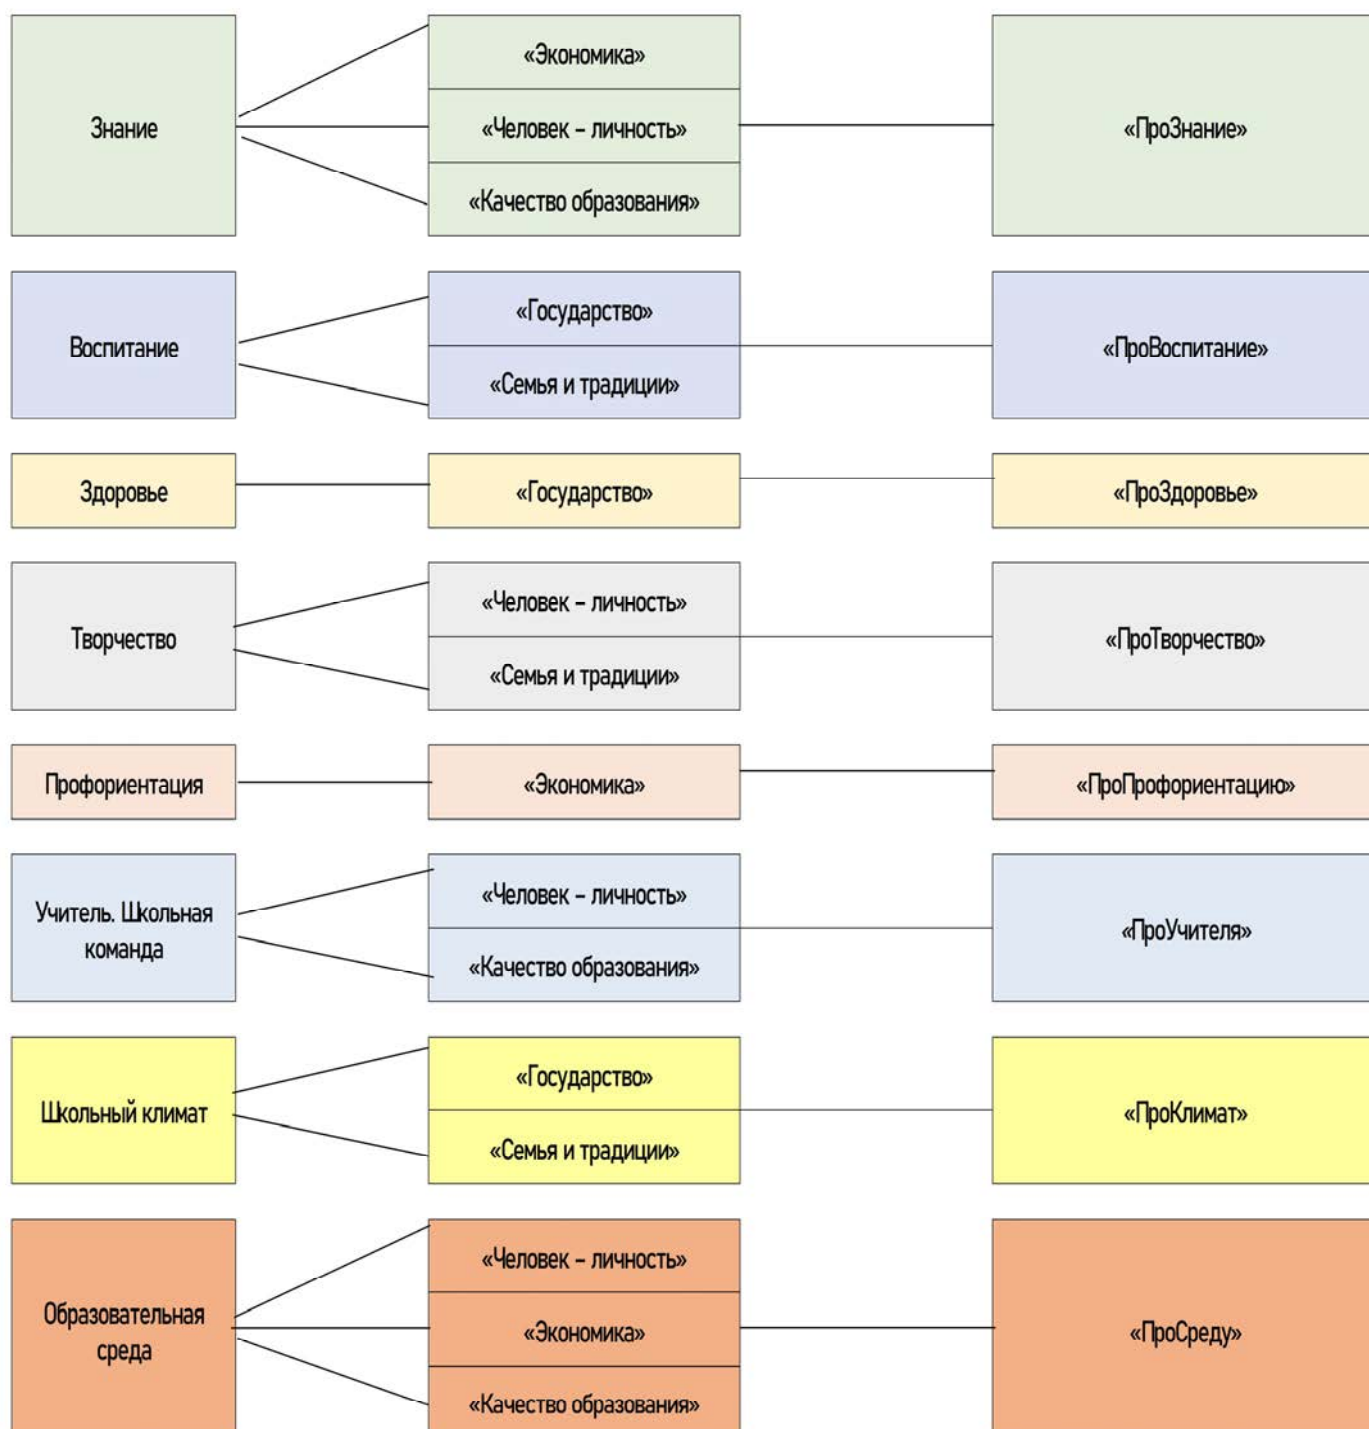 Знание
«Экономика»
«Человек – личность»
«Качество образования»
«ПроЗнание»
Воспитание
«Государство»
«Семья и традиции»
«ПроВоспитание»
Здоровье
«Государство»
«ПроЗдоровье»
Творчество
«Человек – личность»
«Семья и традиции»
«ПроТворчество»
Профориентация
«Экономика»
«ПроПрофориентацию»
Учитель. Школьная
команда
«Человек – личность»
«Качество образования»
«ПроУчителя»
Школьный климат
«Государство»
«Семья и традиции»
«ПроКлимат»
Образовательная
среда
«Человек – личность»
«Экономика»
«Качество образования»
«ПроСреду»